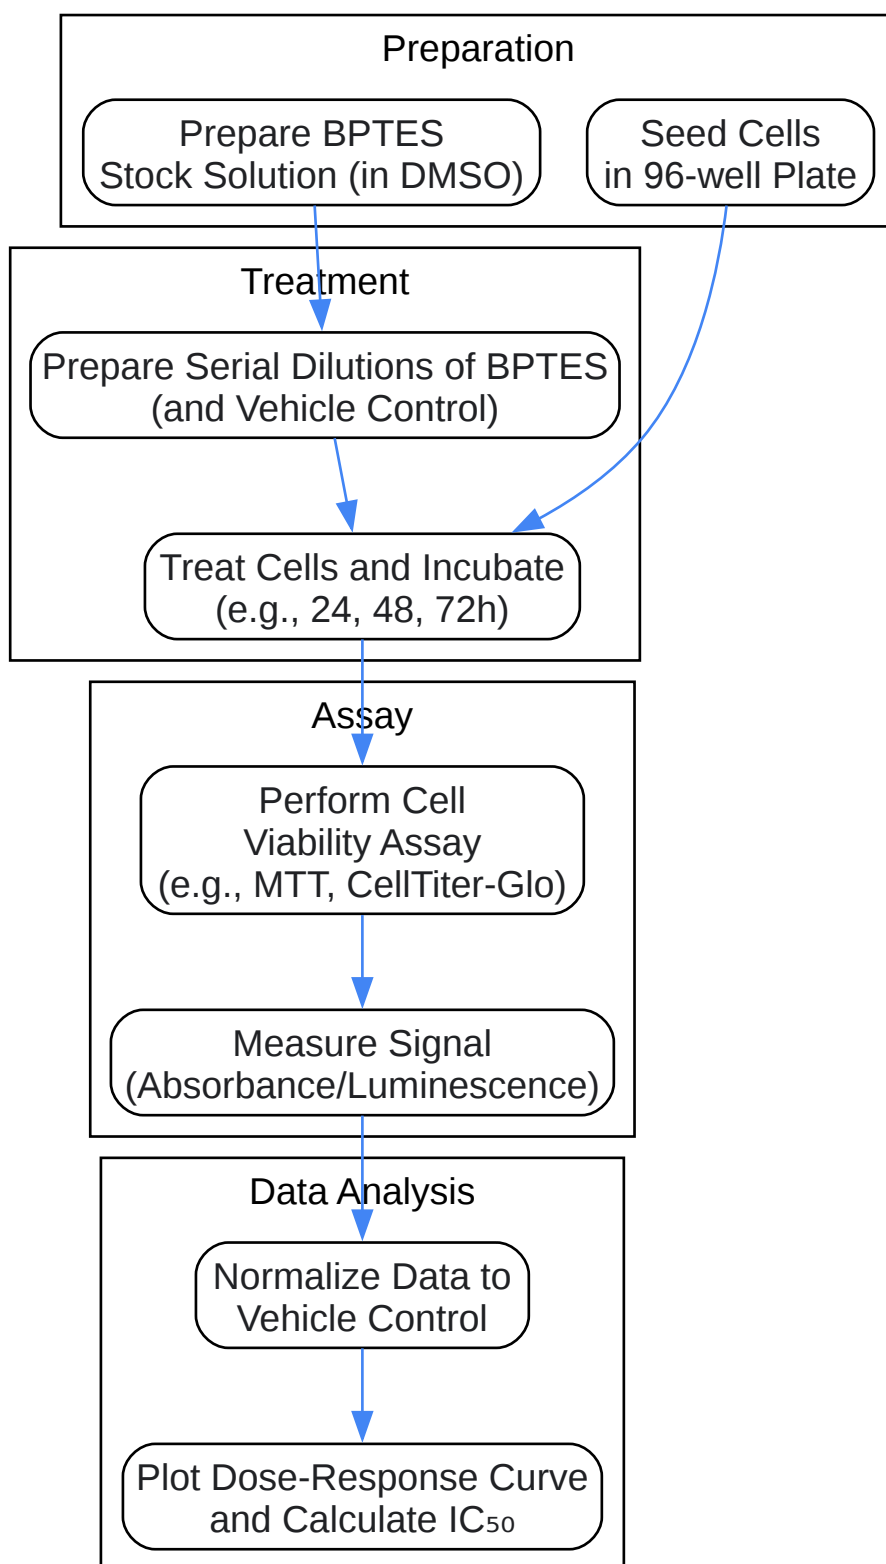 Preparation
Prepare BPTES
Stock Solution (in DMSO)
Seed Cells
in 96-well Plate
Treatment
Prepare Serial Dilutions of BPTES
(and Vehicle Control)
Treat Cells and Incubate
(e.g., 24, 48, 72h)
Assay
Perform Cell
Viability Assay
(e.g., MTT, CellTiter-Glo)
Measure Signal
(Absorbance/Luminescence)
Data Analysis
Normalize Data to
Vehicle Control
Plot Dose-Response Curve
and Calculate IC₅₀